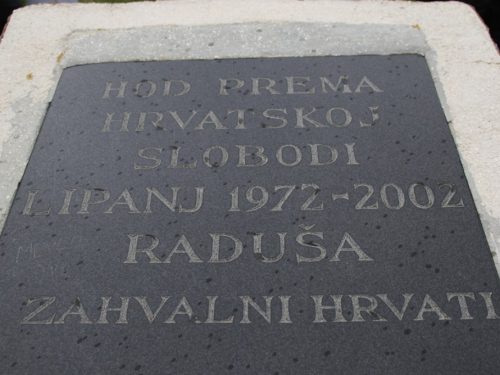 HOD PREMA
HRVATSKOJ
SLOBODI
LIPANJ 1972-2002
RADUŠA
ZAHVALNI HRVATI